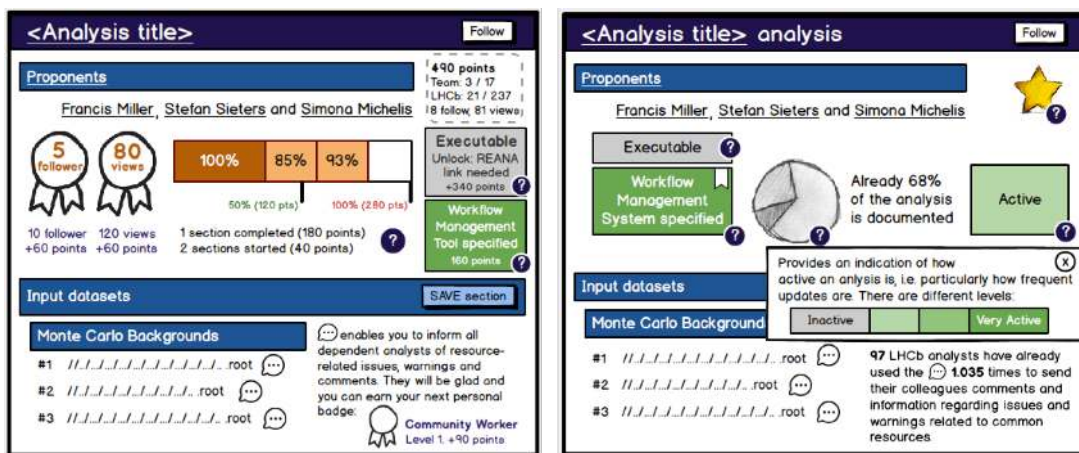 <Analysis title>
Follow
Proponents
Francis Miller, Stefan Sieters and Simona Michelis
490 points
Team: 3 / 17
LHCb: 21 / 237
8 follow, 81 views
5
follower
80
views
100%
85%
93%
50% (120 pts)
100% (280 pts)
10 follower
+60 points
120 views
+60 points
1 section completed (180 points)
2 sections started (40 points)
?
Executable
Unlock: REANA
link needed
+340 points
?
Workflow
Management
Tool specified
160 points
?
Input datasets
SAVE section
Monte Carlo Backgrounds
#1 //../../../../../../../../../.. .root
#2 //../../../../../../../../.. .root
#3 //../../../../../../../../../.. .root
enables you to inform all
dependent analysts of resource-
related issues, warnings and
comments. They will be glad and
you can earn your next personal
badge:
Community Worker
Level 1. +90 points
<Analysis title> analysis
Follow
Proponents
Francis Miller, Stefan Sieters and Simona Michelis
?
Executable
?
Workflow
Management
System specified
?
?
Already 68%
of the analysis
is documented
Active
?
Provides an indication of how
active an anlysis is, i.e. particularly how frequent
updates are. There are different levels:
x
Inactive
Very Active
Input datasets
Monte Carlo Background
#1 //../../../../../../../../../.. .root
#2 //../../../../../../../../.. .root
#3 //../../../../../../../../../.. .root
97 LHCb analysts have already
used the 1.035 times to send
their colleagues comments and
information regarding issues and
warnings related to common
resources